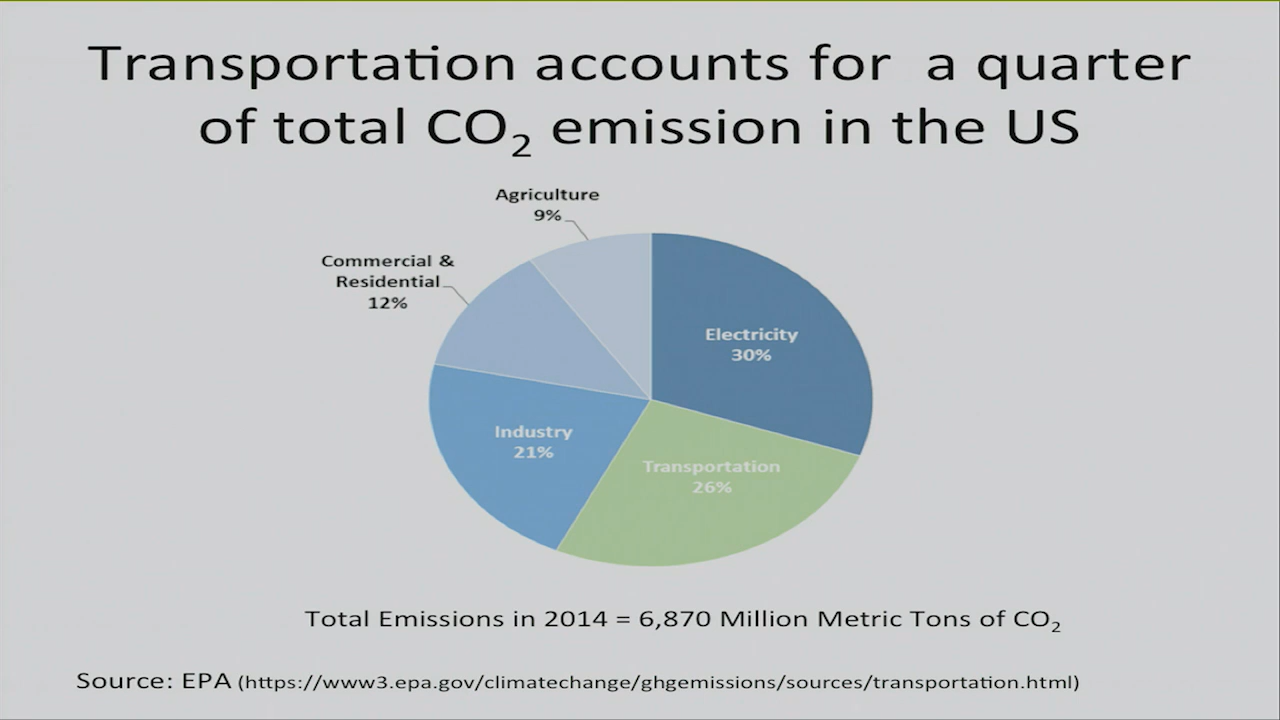 Transportation accounts for  a quarter
of total CO₂ emission in the US
Agriculture
9%
Commercial &
Residential
12%
Electricity
30%
Industry
21%
Transportation
26%
Total Emissions in 2014 = 6,870 Million Metric Tons of CO₂
Source: EPA (https://www3.epa.gov/climatechange/ghgemissions/sources/transportation.html)